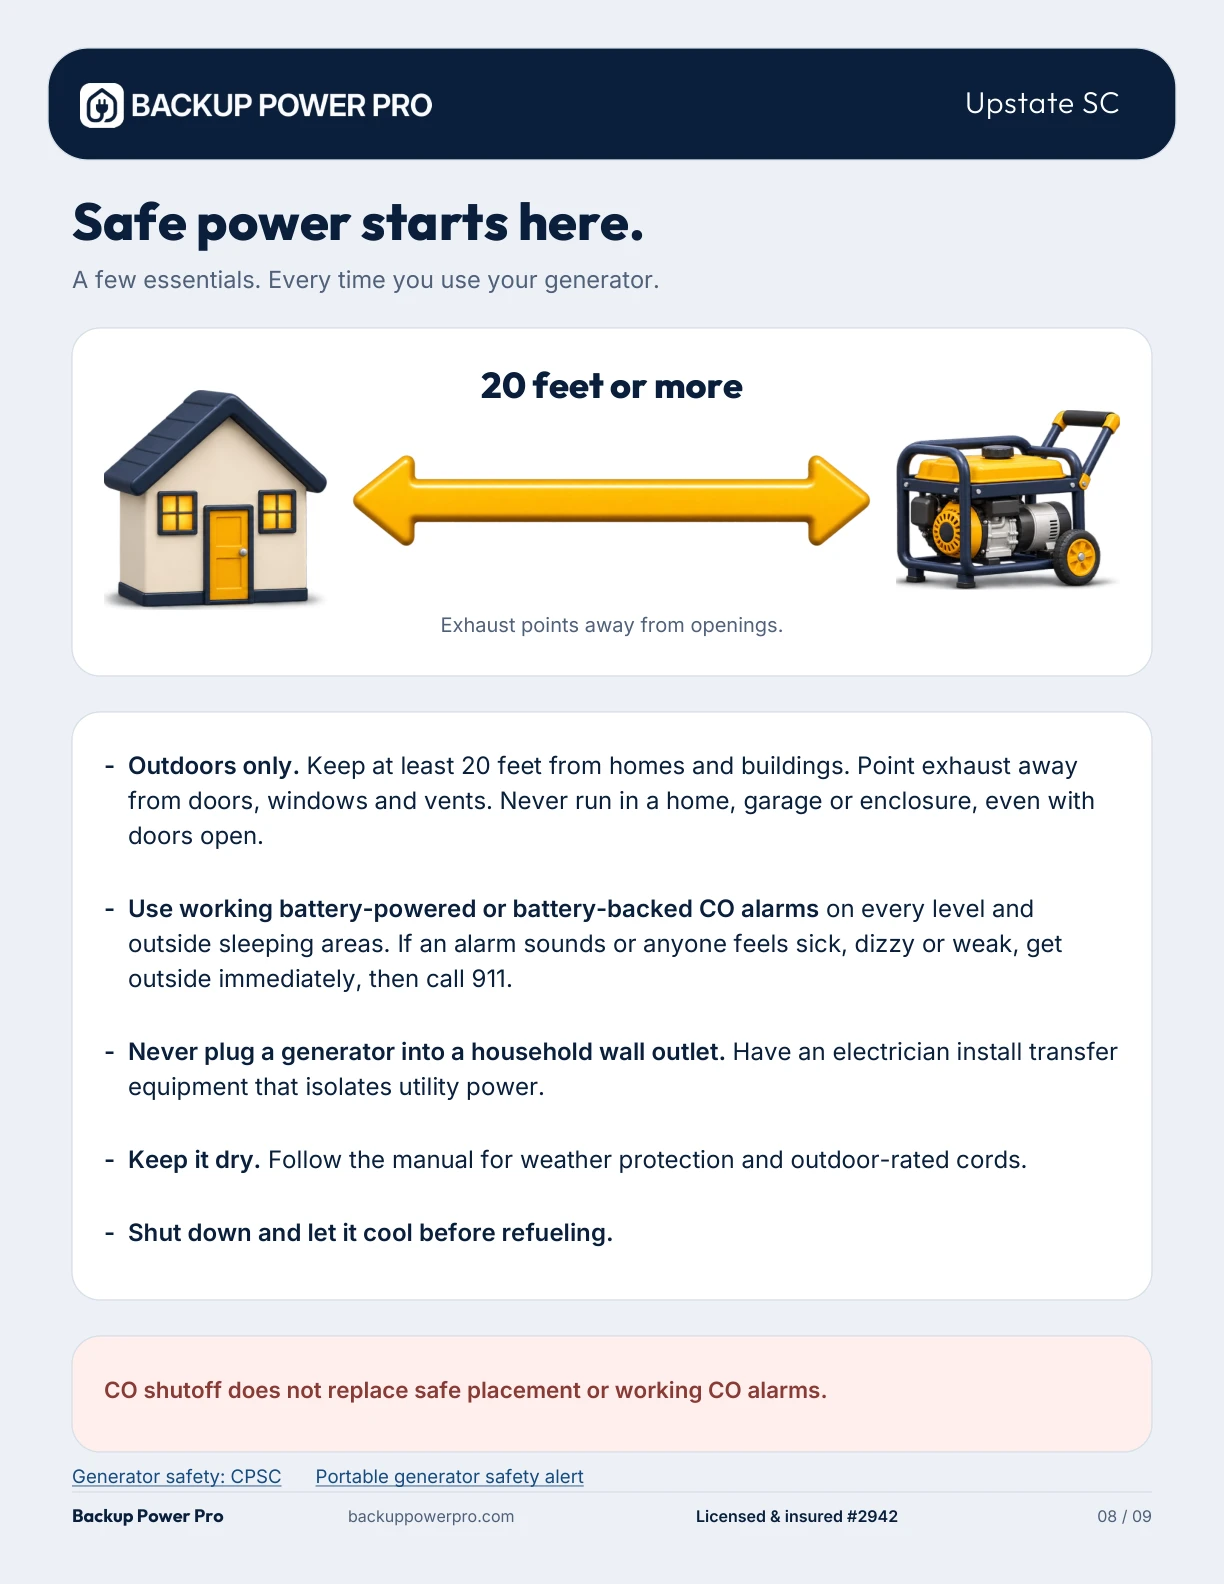 BACKUP POWER PRO
Upstate SC
Safe power starts here.
A few essentials. Every time you use your generator.
20 feet or more
Exhaust points away from openings.
- Outdoors only. Keep at least 20 feet from homes and buildings. Point exhaust away
from doors, windows and vents. Never run in a home, garage or enclosure, even with
doors open.
- Use working battery-powered or battery-backed CO alarms on every level and
outside sleeping areas. If an alarm sounds or anyone feels sick, dizzy or weak, get
outside immediately, then call 911.
- Never plug a generator into a household wall outlet. Have an electrician install transfer
equipment that isolates utility power.
- Keep it dry. Follow the manual for weather protection and outdoor-rated cords.
- Shut down and let it cool before refueling.
CO shutoff does not replace safe placement or working CO alarms.
Generator safety: CPSC Portable generator safety alert
Backup Power Pro backuppowerpro.com Licensed & insured #2942 08 / 09